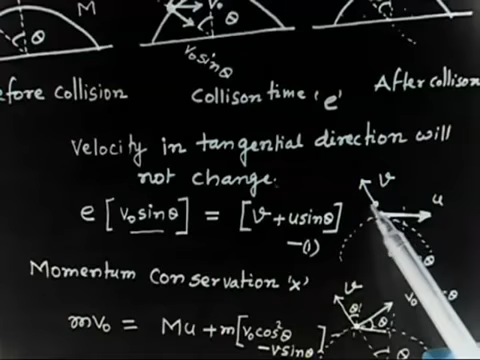 M
θ
V₀
θ
V₀sinθ
θ
efore collision
Collison time 'e'
After collison
Velocity in tangential direction will
not change.
e [V₀sinθ] = [v + usinθ]
—(1)
v
u
θ
Momentum Conservation 'x'
mV₀ = Mu + m[V₀cos²θ
- vsinθ]
v
θ
θ
V₀
θ
θ